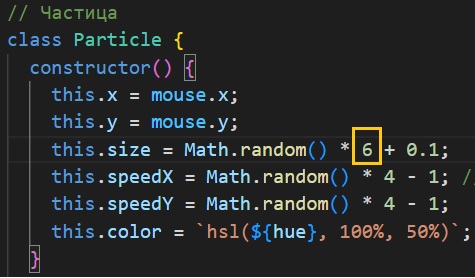 // Частица
class Particle {
constructor() {
this.x = mouse.x;
this.y = mouse.y;
this.size = Math.random() * 6 + 0.1;
this.speedX = Math.random() * 4 - 1; //
this.speedY = Math.random() * 4 - 1;
this.color = `hsl(${hue}, 100%, 50%)`;
}